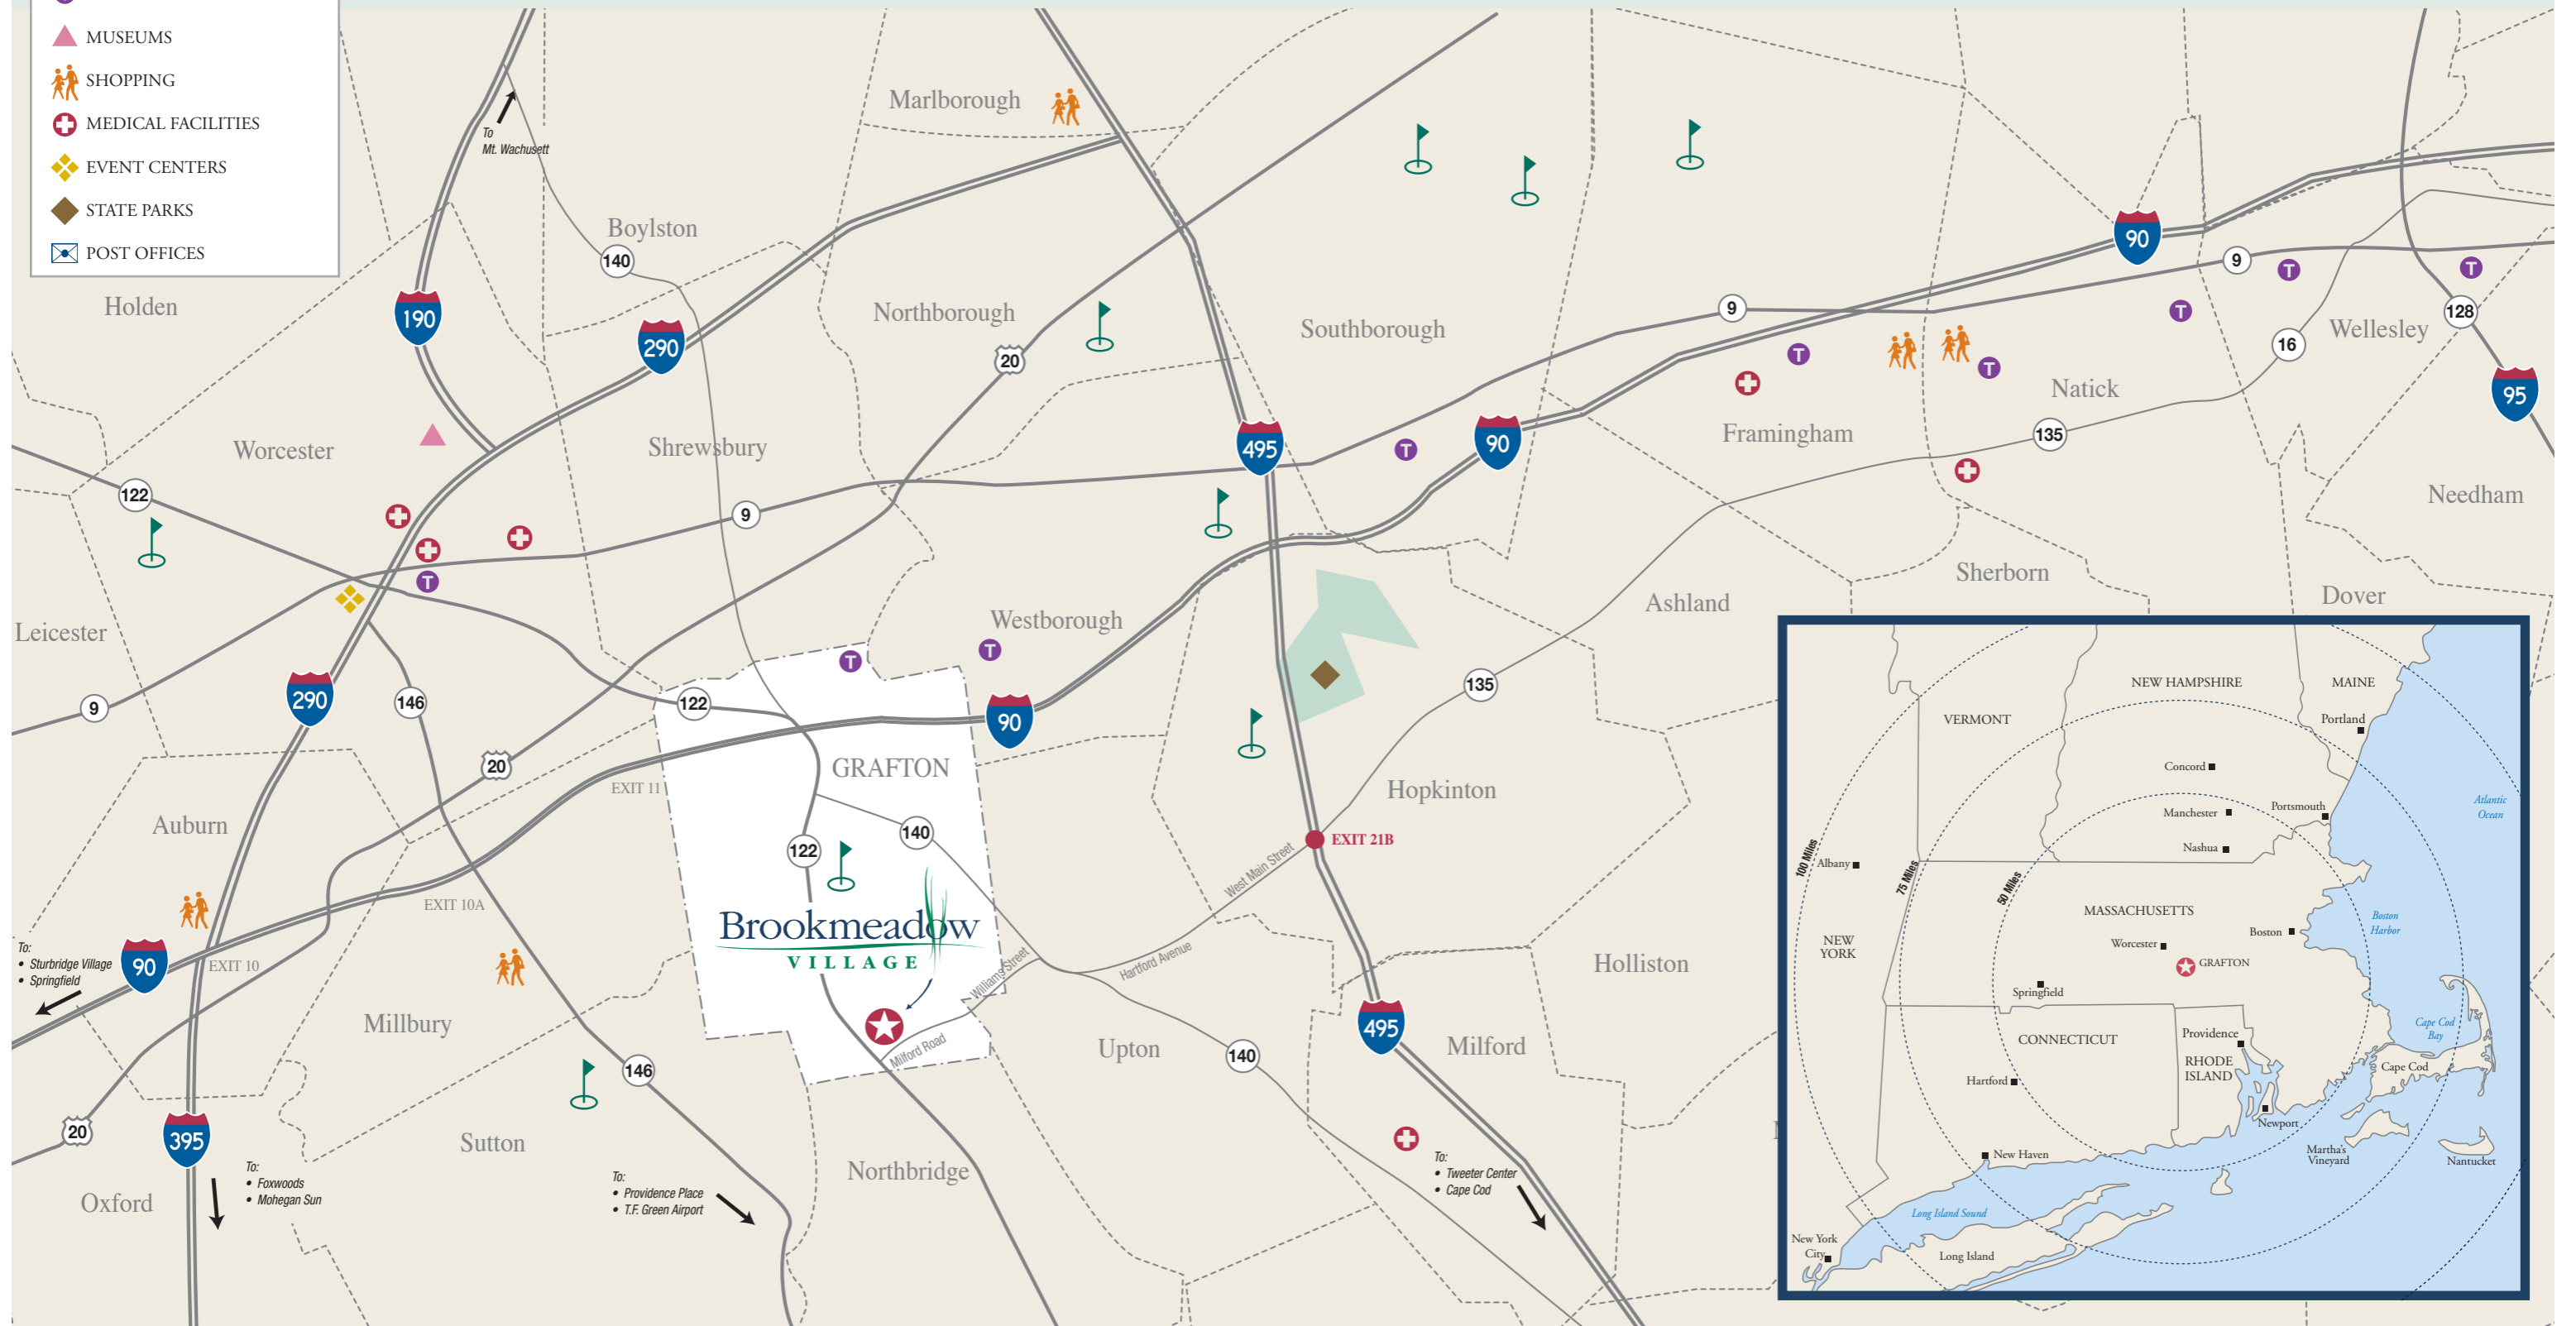 MUSEUMS
SHOPPING
MEDICAL FACILITIES
EVENT CENTERS
STATE PARKS
POST OFFICES
To
Mt. Wachusett
Marlborough
Boylston
140
Holden
190
290
Northborough
20
Southborough
9
90
9
T
T
T
128
Wellesley
16
95
Worcester
Shrewsbury
495
90
T
T
T
Framingham
Natick
135
Needham
122
9
T
Leicester
Westborough
T
T
Ashland
Sherborn
Dover
9
290
146
122
90
135
20
EXIT 11
GRAFTON
Hopkinton
Auburn
140
122
EXIT 21B
West Main Street
EXIT 10A
Brookmeadow
VILLAGE
Williams Street
Hartford Avenue
Holliston
To:
• Sturbridge Village
• Springfield
90
EXIT 10
Millbury
Milford Road
Upton
140
495
Milford
146
20
395
Sutton
Northbridge
Oxford
To:
• Foxwoods
• Mohegan Sun
To:
• Providence Place
• T.F. Green Airport
To:
• Tweeter Center
• Cape Cod
NEW HAMPSHIRE
MAINE
VERMONT
Portland
Concord
Manchester
Portsmouth
Atlantic
Ocean
Nashua
100 Miles
Albany
75 Miles
50 Miles
MASSACHUSETTS
Boston
Harbor
NEW
YORK
Worcester
Boston
GRAFTON
Springfield
CONNECTICUT
Providence
RHODE
ISLAND
Cape Cod
Bay
Cape Cod
Hartford
Newport
Martha's
Vineyard
Nantucket
New Haven
Long Island Sound
New York
City
Long Island